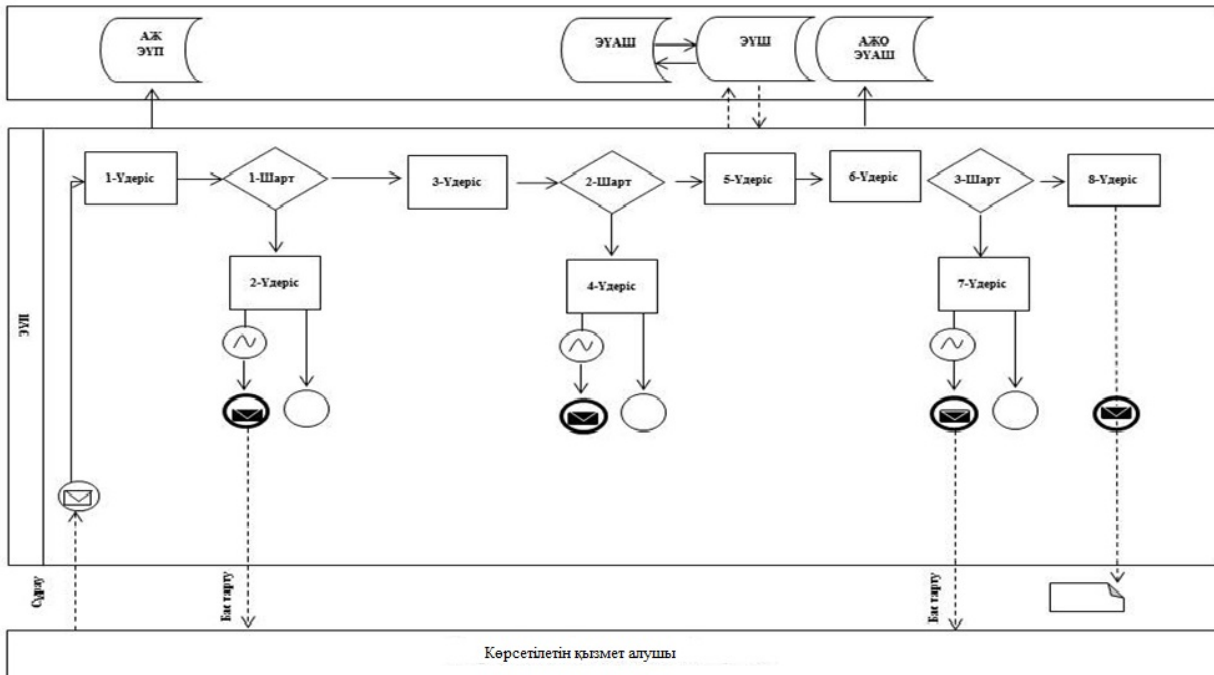 АЖ
ЭҮП
ЭҮАШ
ЭҮШ
АЖО
ЭҮАШ
1-Үдеріс
1-Шарт
3-Үдеріс
2-Шарт
5-Үдеріс
6-Үдеріс
3-Шарт
8-Үдеріс
2-Үдеріс
4-Үдеріс
7-Үдеріс
ЭҮП
Сұрау
Бас тарту
Бас тарту
Көрсетілетін қызмет алушы